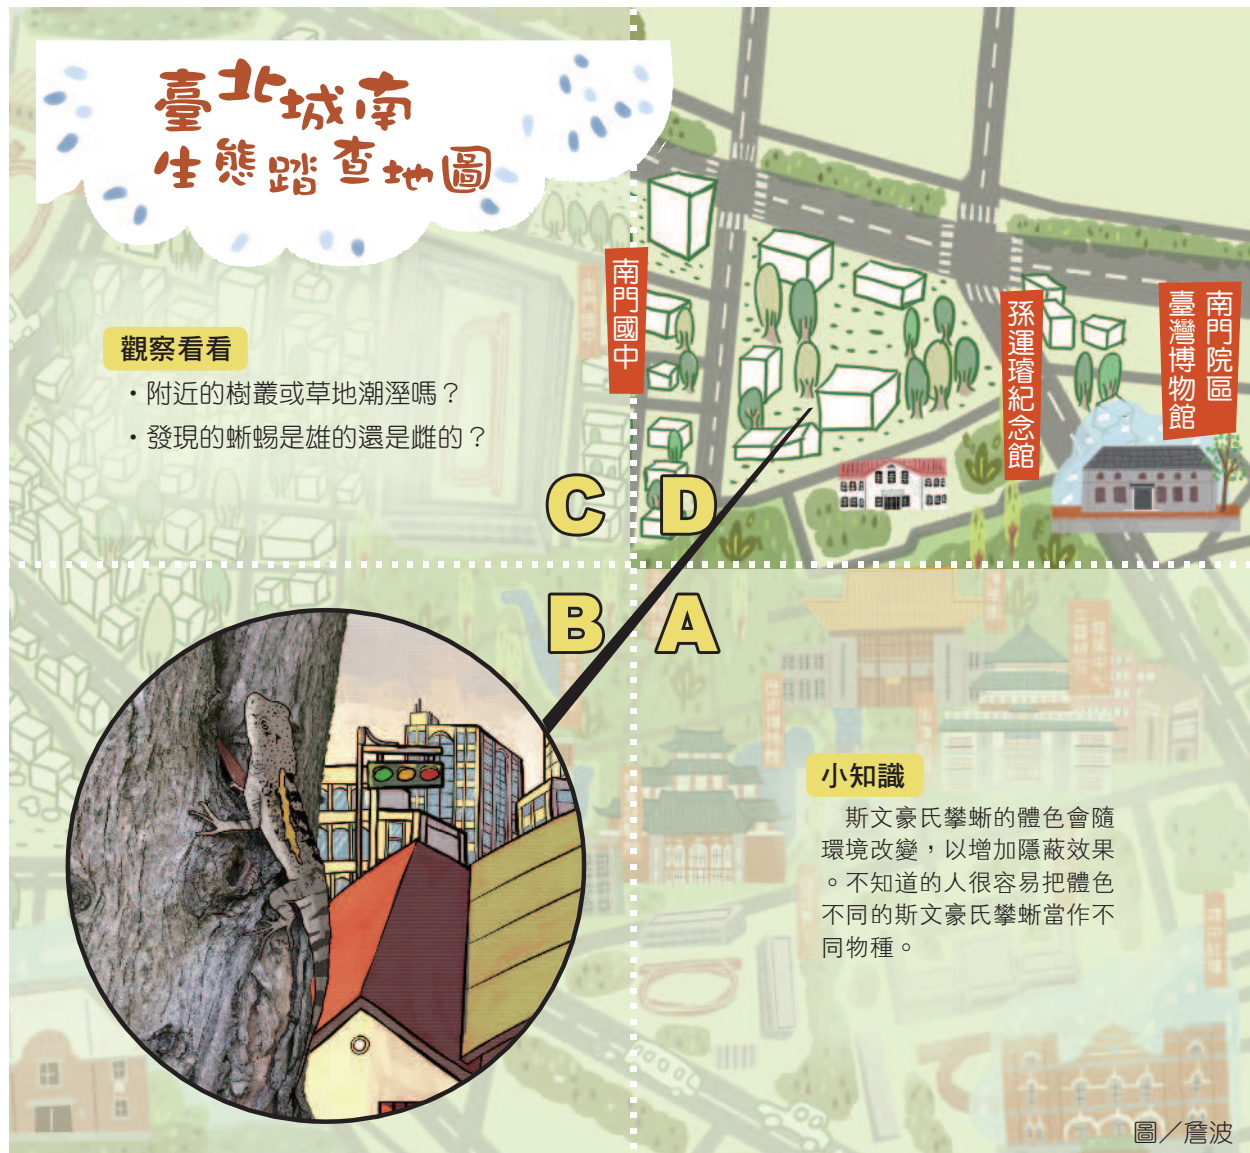 臺北城南
生態踏查地圖
南門國中
孫運璿紀念館
南門院區
臺灣博物館
觀察看看
・附近的樹叢或草地潮溼嗎？
・發現的蜥蜴是雄的還是雌的？
C
D
B
A
小知識
斯文豪氏攀蜥的體色會隨
環境改變，以增加隱蔽效果
。不知道的人很容易把體色
不同的斯文豪氏攀蜥當作不
同物種。
圖／詹波